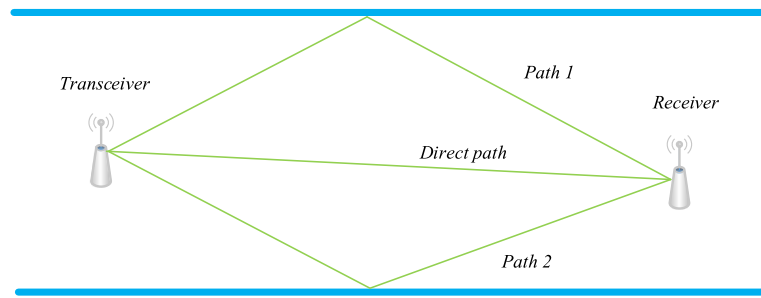 Path 1
Transceiver
Receiver
Direct path
Path 2